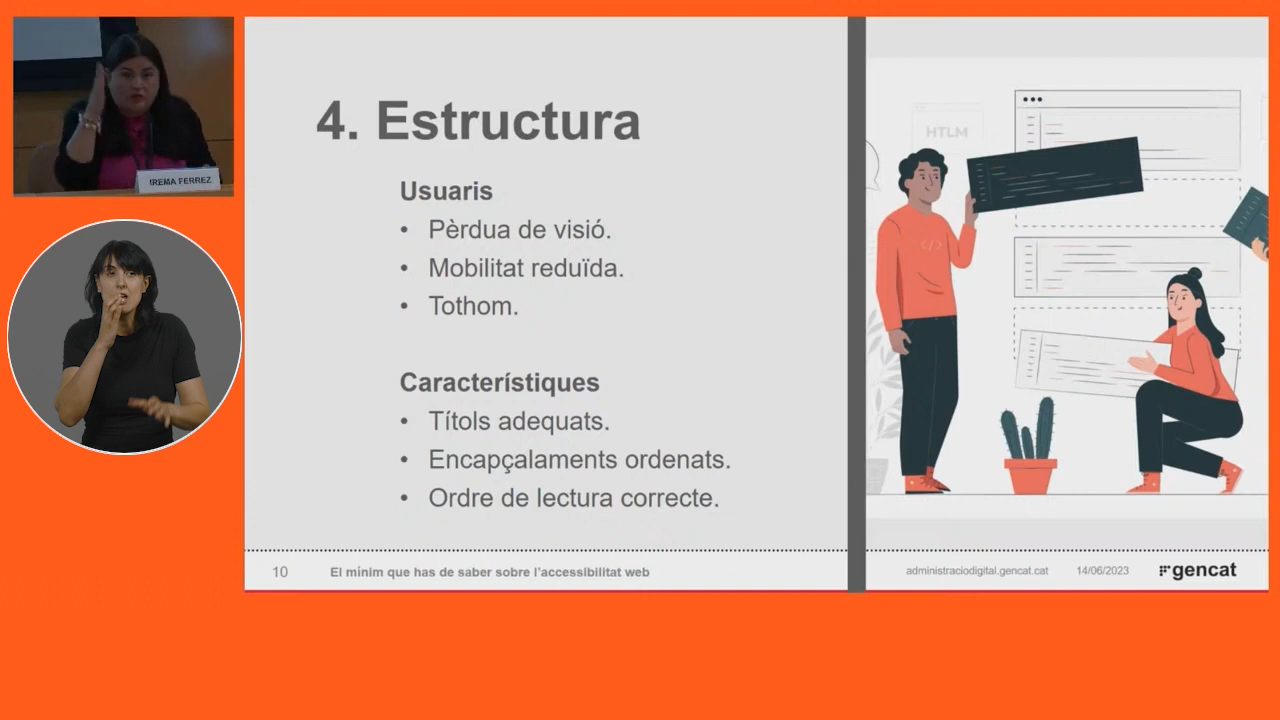 4. Estructura
Usuaris
• Pèrdua de visió.
• Mobilitat reduïda.
• Tothom.
Característiques
• Títols adequats.
• Encapçalaments ordenats.
• Ordre de lectura correcte.
10
El mínim que has de saber sobre l'accessibilitat web
HTLM
</>
administraciodigital.gencat.cat
14/06/2023
gencat
IREMA FERREZ